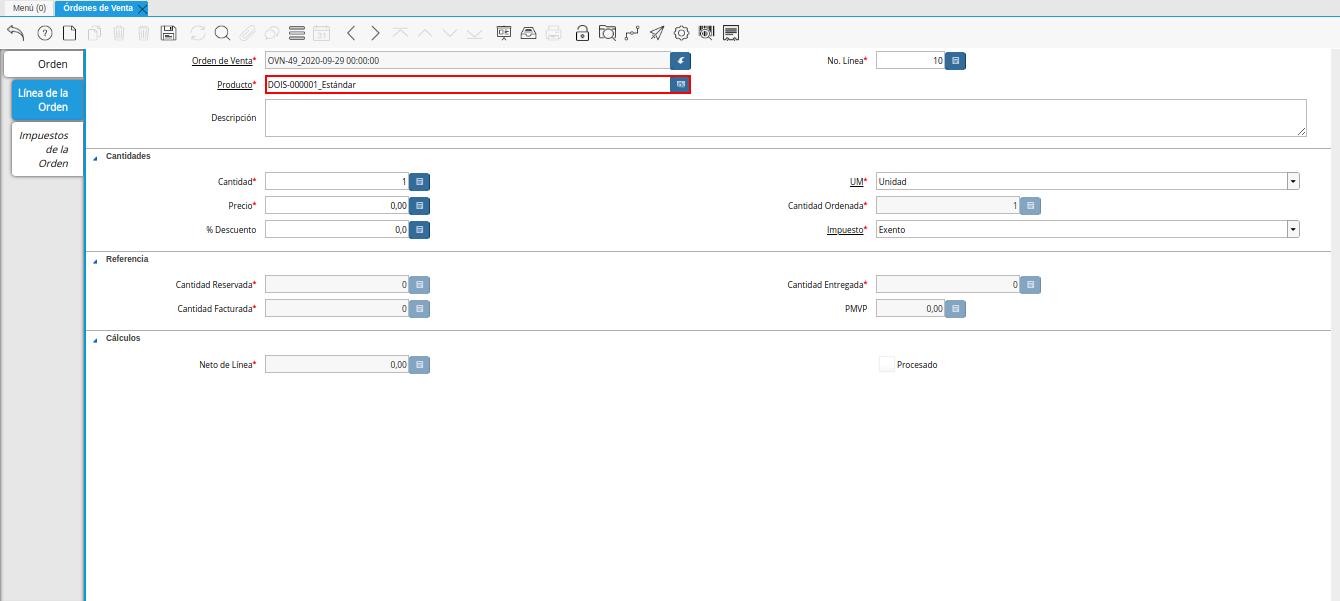 Menú (0) Órdenes de Venta
Orden
Línea de la
Orden
Impuestos
de la
Orden
Orden de Venta* OVN-49_2020-09-29 00:00:00 No. Línea* 10
Producto* DOIS-000001_Estándar
Descripción
Cantidades
Cantidad* 1 UM* Unidad
Precio* 0,00 Cantidad Ordenada* 1
% Descuento 0,0 Impuesto* Exento
Referencia
Cantidad Reservada* 0 Cantidad Entregada* 0
Cantidad Facturada* 0 PMVP 0,00
Cálculos
Neto de Línea* 0,00 Procesado